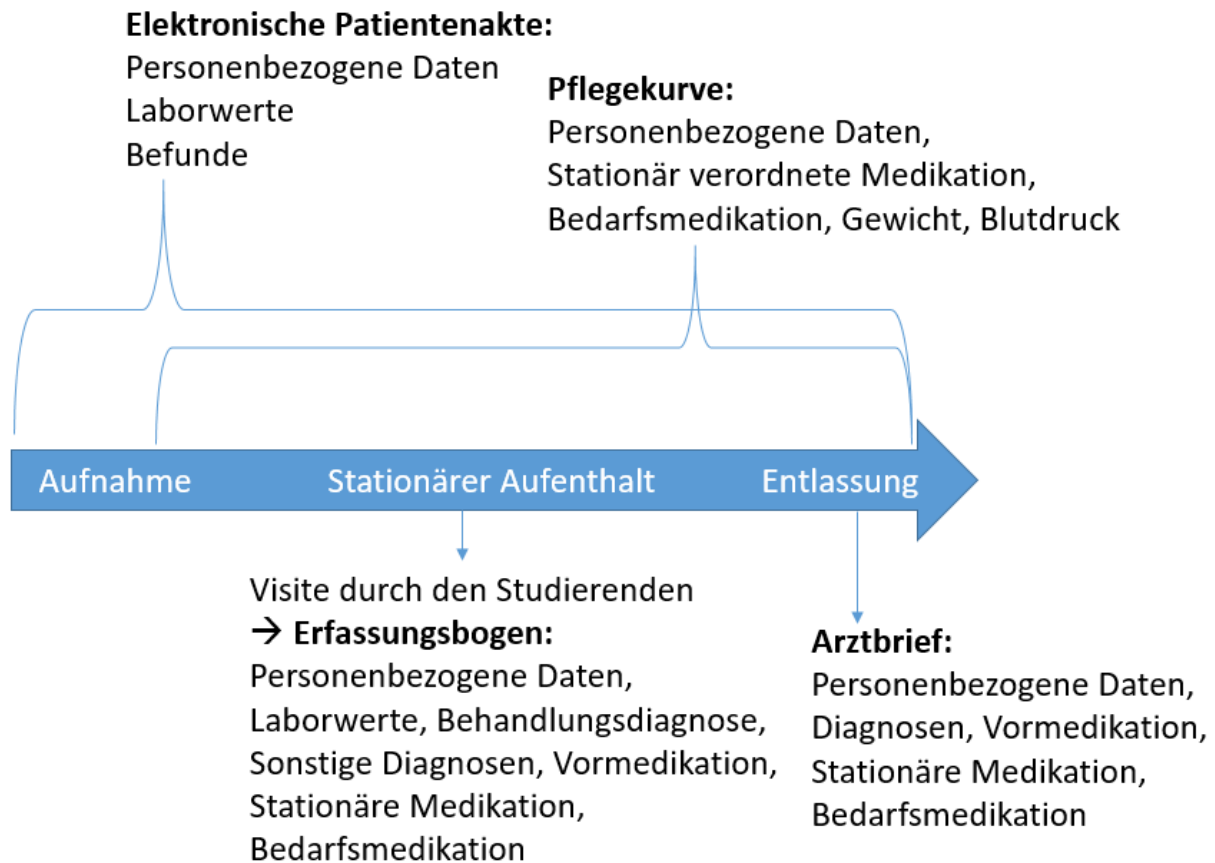 Elektronische Patientenakte:
Personenbezogene Daten
Laborwerte
Befunde
Pflegekurve:
Personenbezogene Daten,
Stationär verordnete Medikation,
Bedarfsmedikation, Gewicht, Blutdruck
Aufnahme
Stationärer Aufenthalt
Entlassung
Visite durch den Studierenden
→ Erfassungsbogen:
Personenbezogene Daten,
Laborwerte, Behandlungsdiagnose,
Sonstige Diagnosen, Vormedikation,
Stationäre Medikation,
Bedarfsmedikation
Arztbrief:
Personenbezogene Daten,
Diagnosen, Vormedikation,
Stationäre Medikation,
Bedarfsmedikation